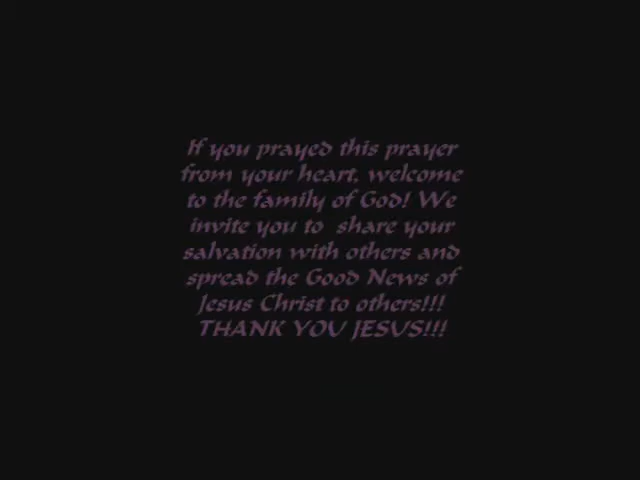 If you prayed this prayer
from your heart, welcome
to the family of God! We
invite you to share your
salvation with others and
spread the Good News of
Jesus Christ to others!!!
THANK YOU JESUS!!!